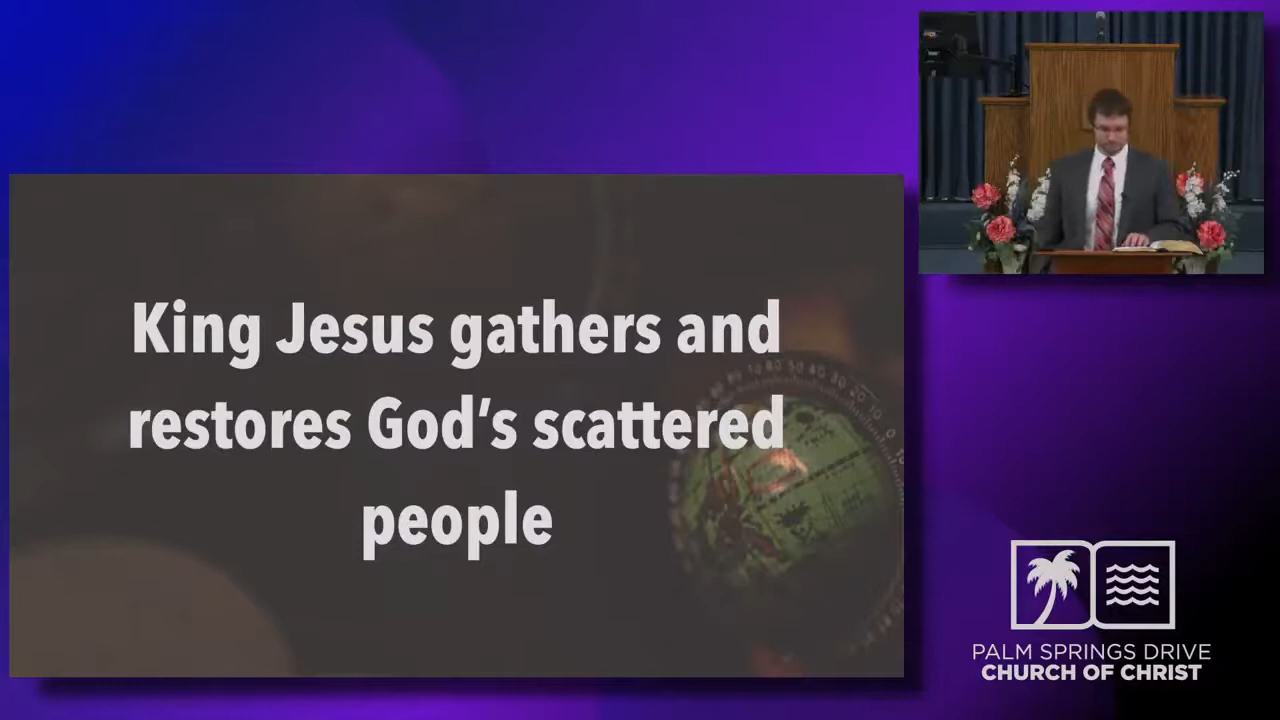 King Jesus gathers and
restores God's scattered
people
PALM SPRINGS DRIVE
CHURCH OF CHRIST